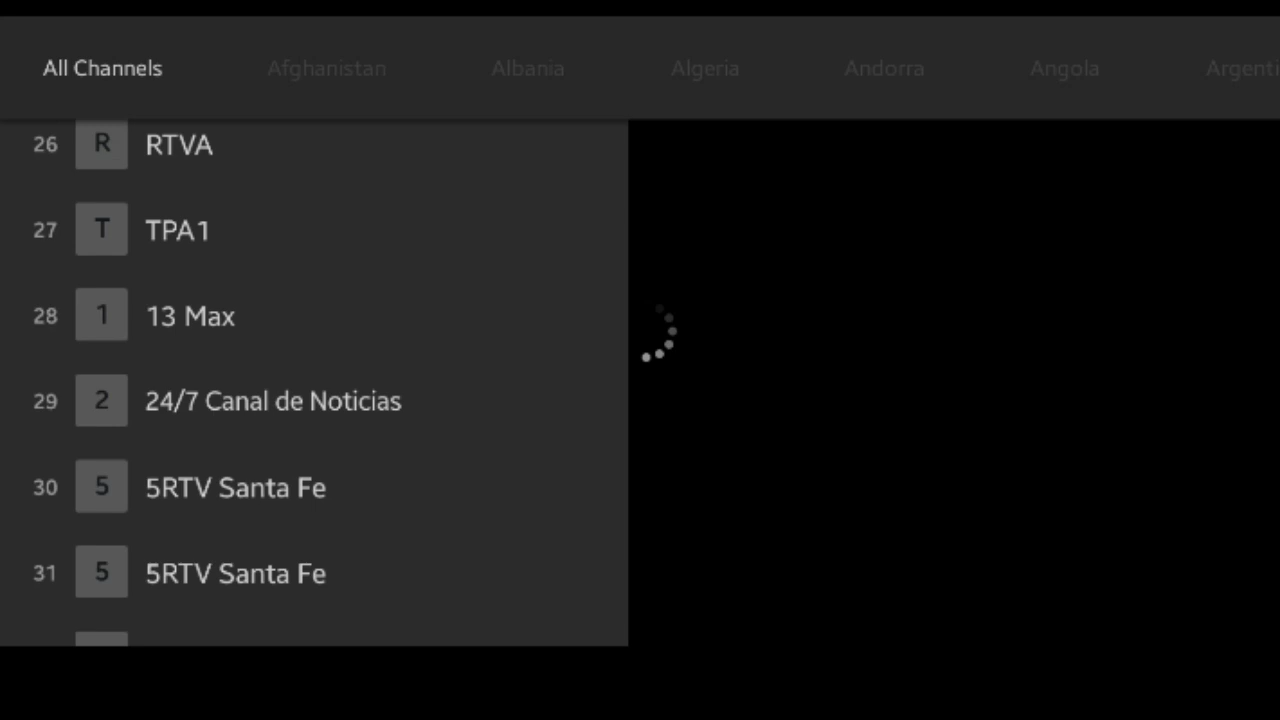 All Channels Afghanistan Albania Algeria Andorra Angola Argenti
26 R RTVA
27 T TPA1
28 1 13 Max
29 2 24/7 Canal de Noticias
30 5 5RTV Santa Fe
31 5 5RTV Santa Fe